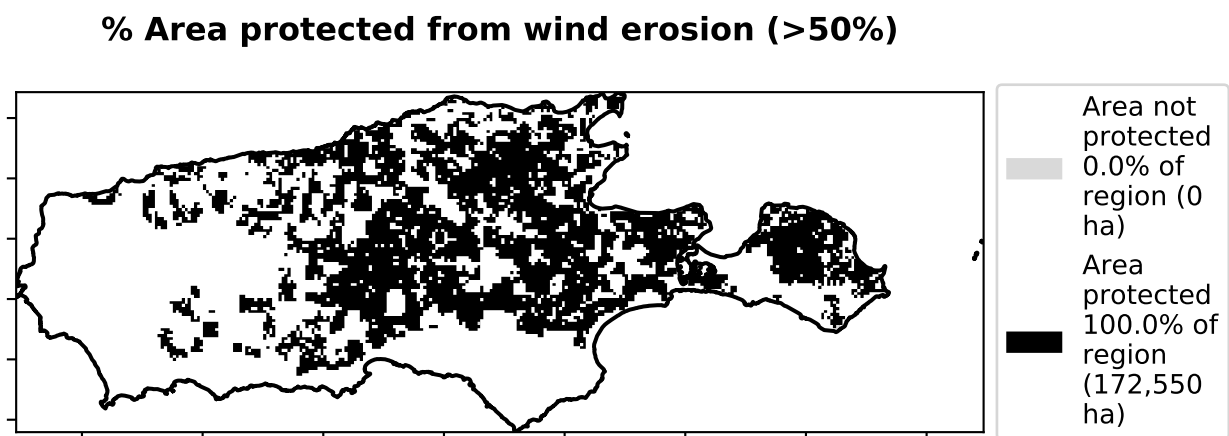 % Area protected from wind erosion (>50%)
Area not
protected
0.0% of
region (0
ha)
Area
protected
100.0% of
region
(172,550
ha)